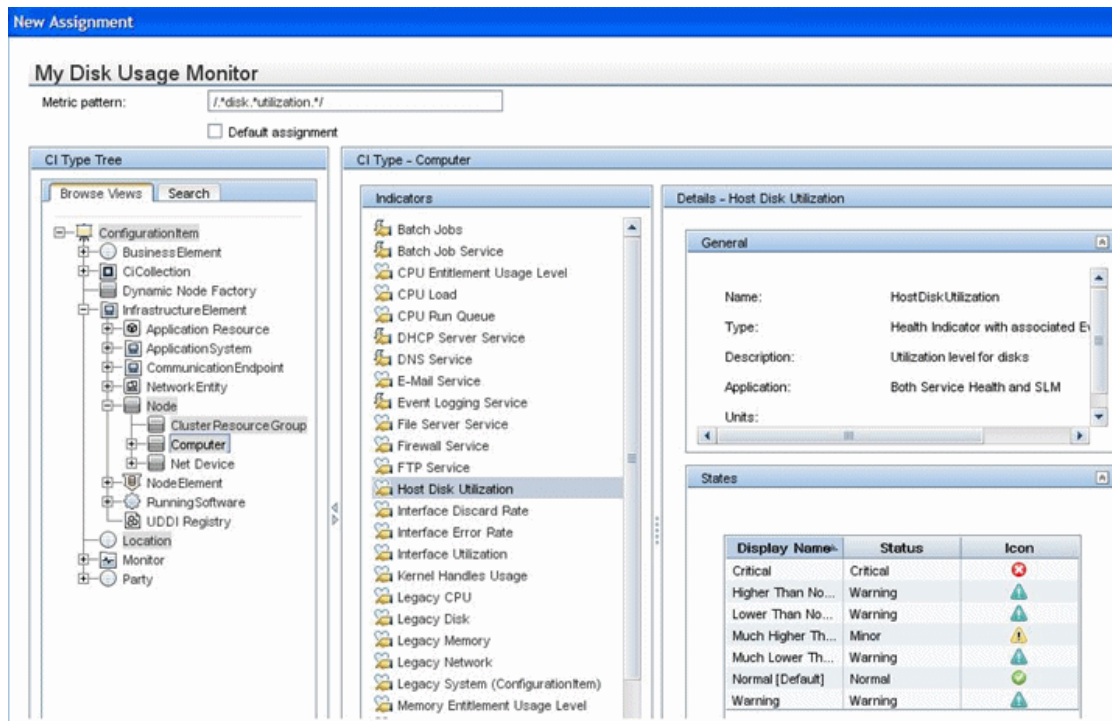 New Assignment
My Disk Usage Monitor
Metric pattern:
/.*disk.*utilization.*/
Default assignment
CI Type Tree
Browse Views
Search
ConfigurationItem
BusinessElement
CiCollection
Dynamic Node Factory
InfrastructureElement
Application Resource
ApplicationSystem
CommunicationEndpoint
NetworkEntity
Node
ClusterResourceGroup
Computer
Net Device
NodeElement
RunningSoftware
UDDI Registry
Location
Monitor
Party
CI Type - Computer
Indicators
Batch Jobs
Batch Job Service
CPU Entitlement Usage Level
CPU Load
CPU Run Queue
DHCP Server Service
DNS Service
E-Mail Service
Event Logging Service
File Server Service
Firewall Service
FTP Service
Host Disk Utilization
Interface Discard Rate
Interface Error Rate
Interface Utilization
Kernel Handles Usage
Legacy CPU
Legacy Disk
Legacy Memory
Legacy Network
Legacy System (ConfigurationItem)
Memory Entitlement Usage Level
Details - Host Disk Utilization
General
Name: HostDiskUtilization
Type: Health Indicator with associated Ev
Description: Utilization level for disks
Application: Both Service Health and SLM
Units:
States
Display Name Status Icon
Critical Critical
Higher Than No... Warning
Lower Than No... Warning
Much Higher Th... Minor
Much Lower Th... Warning
Normal [Default] Normal
Warning Warning